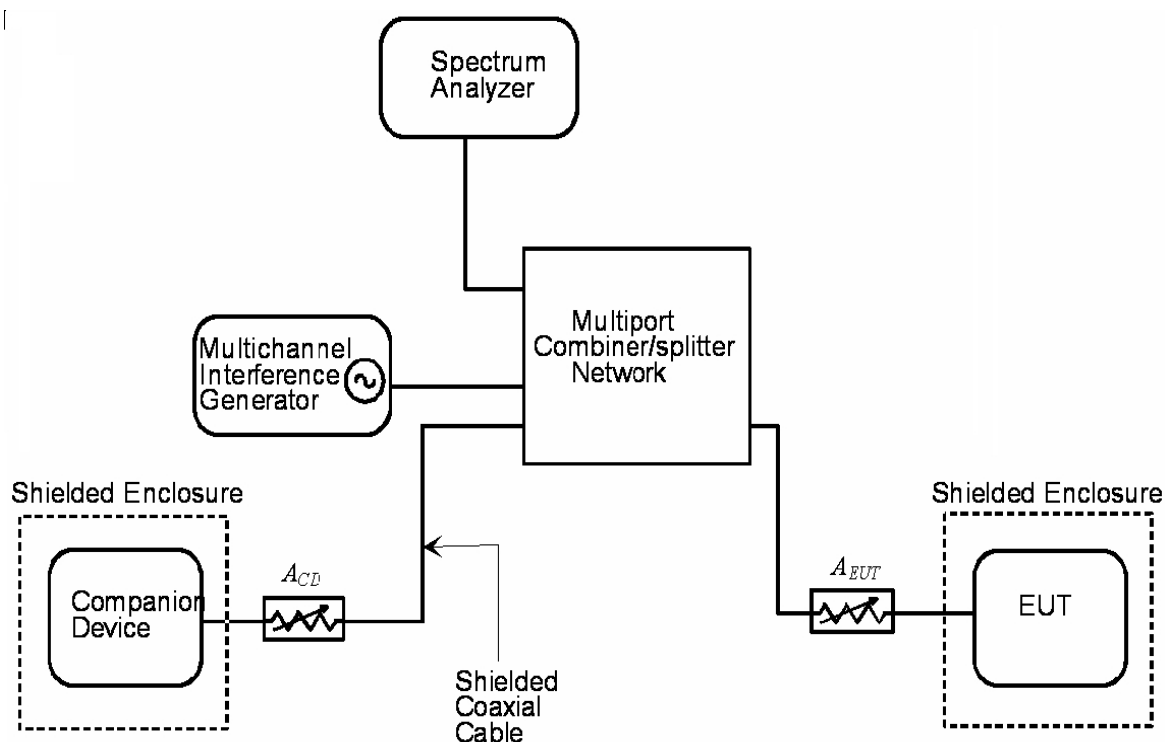 Spectrum
Analyzer
Multiport
Combiner/splitter
Network
Multichannel
Interference
Generator
Shielded Enclosure
Shielded Enclosure
Companion
Device
A_CD
A_EUT
EUT
Shielded
Coaxial
Cable